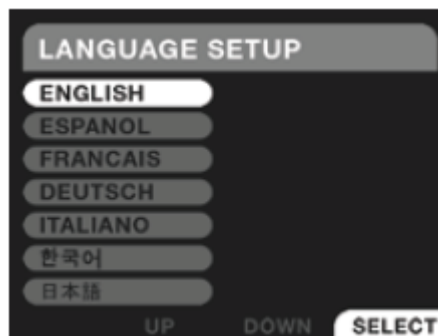 LANGUAGE SETUP
ENGLISH
ESPANOL
FRANCAIS
DEUTSCH
ITALIANO
한국어
日本語
UP DOWN SELECT